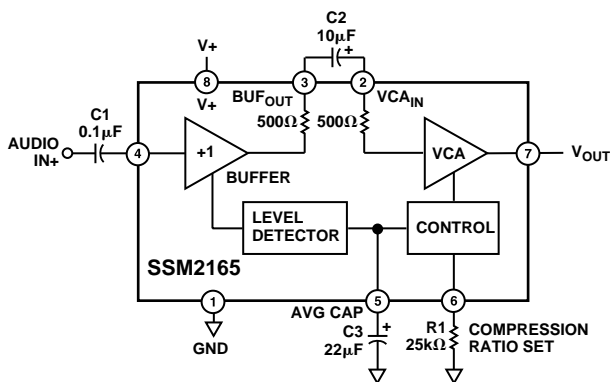 C2
10μF
+
V+
8
V+
3
2
BUFOUT
VCAIN
C1
0.1μF
500Ω
500Ω
AUDIO
IN+
4
+1
BUFFER
VCA
7
VOUT
LEVEL
DETECTOR
CONTROL
SSM2165
1
GND
5
AVG CAP
6
C3
22μF
+
R1
25kΩ
COMPRESSION
RATIO SET